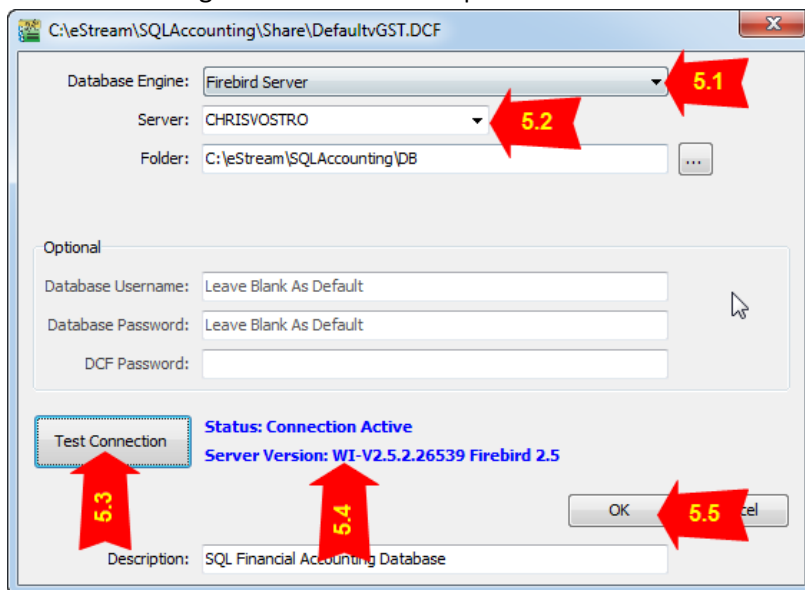 C:\eStream\SQLAccounting\Share\DefaultvGST.DCF
Database Engine: Firebird Server 5.1
Server: CHRISVOSTRO 5.2
Folder: C:\eStream\SQLAccounting\DB ...
Optional
Database Username: Leave Blank As Default
Database Password: Leave Blank As Default
DCF Password:
Test Connection
Status: Connection Active
Server Version: WI-V2.5.2.26539 Firebird 2.5
5.3
5.4
OK 5.5 cel
Description: SQL Financial Accounting Database